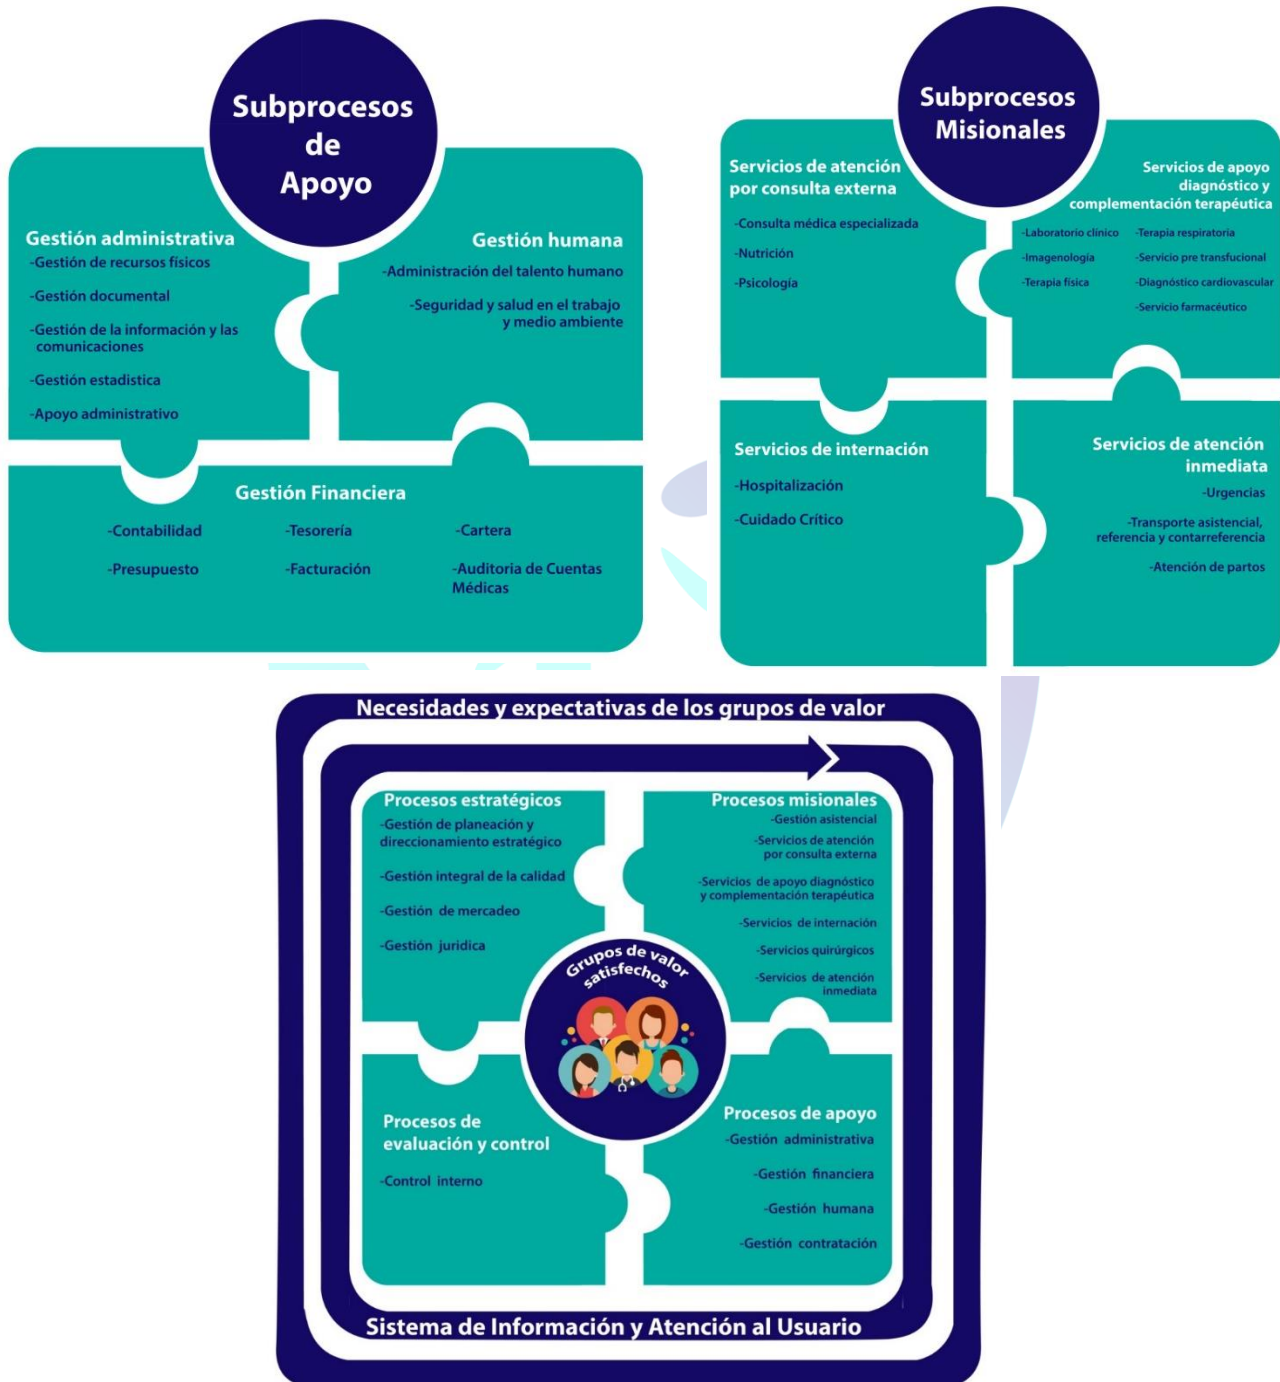 Subprocesos
de
Apoyo
Gestión administrativa
-Gestión de recursos físicos
-Gestión documental
-Gestión de la información y las
comunicaciones
-Gestión estadistica
-Apoyo administrativo
Gestión humana
-Administración del talento humano
-Seguridad y salud en el trabajo
y medio ambiente
Gestión Financiera
-Contabilidad
-Tesorería
-Cartera
-Presupuesto
-Facturación
-Auditoria de Cuentas
Médicas
Subprocesos
Misionales
Servicios de atención
por consulta externa
-Consulta médica especializada
-Nutrición
-Psicología
Servicios de apoyo
diagnóstico y
complementación terapéutica
-Laboratorio clínico
-Imagenología
-Terapia física
-Terapia respiratoria
-Servicio pre transfucional
-Diagnóstico cardiovascular
-Servicio farmacéutico
Servicios de internación
-Hospitalización
-Cuidado Crítico
Servicios de atención
inmediata
-Urgencias
-Transporte asistencial,
referencia y contarreferencia
-Atención de partos
Necesidades y expectativas de los grupos de valor
Procesos estratégicos
-Gestión de planeación y
direccionamiento estratégico
-Gestión integral de la calidad
-Gestión de mercadeo
-Gestión juridica
Procesos misionales
-Gestión asistencial
-Servicios de atención
por consulta externa
-Servicios de apoyo diagnóstico
y complementación terapéutica
-Servicios de internación
-Servicios quirúrgicos
-Servicios de atención
inmediata
Grupos de valor
satisfechos
Procesos de
evaluación y control
-Control interno
Procesos de apoyo
-Gestión administrativa
-Gestión financiera
-Gestión humana
-Gestión contratación
Sistema de Información y Atención al Usuario